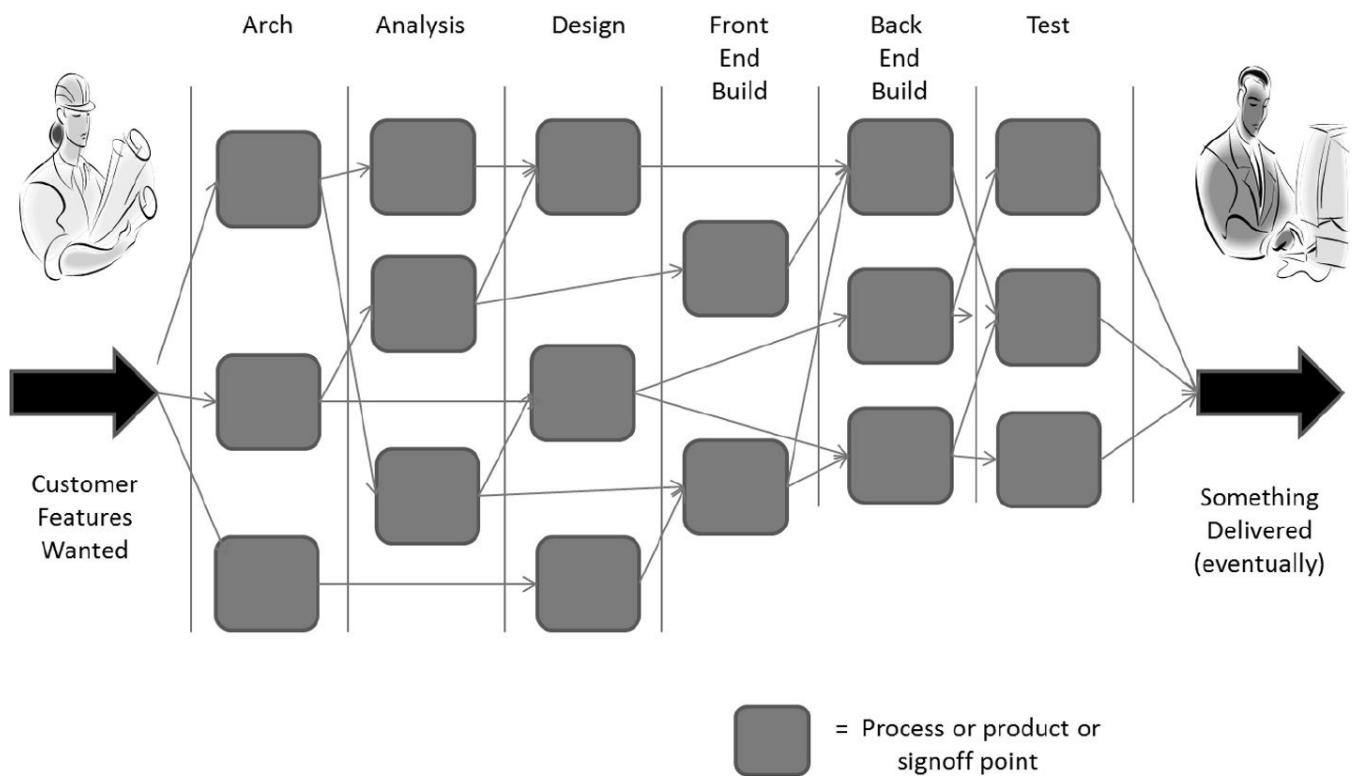 Arch
Analysis
Design
Front
End
Build
Back
End
Build
Test
Customer
Features
Wanted
Something
Delivered
(eventually)
= Process or product or
signoff point